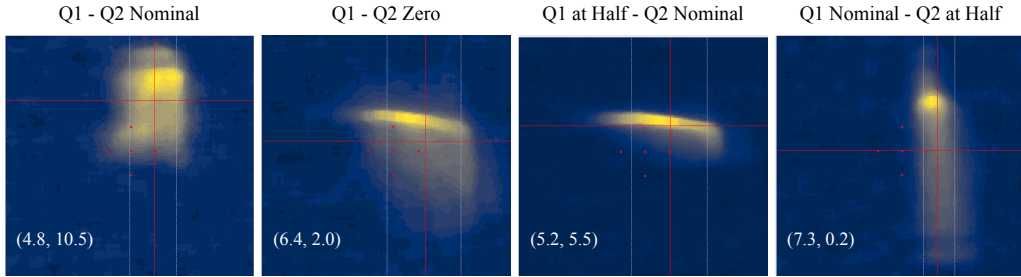 Q1 - Q2 Nominal
Q1 - Q2 Zero
Q1 at Half - Q2 Nominal
Q1 Nominal - Q2 at Half
(4.8, 10.5)
(6.4, 2.0)
(5.2, 5.5)
(7.3, 0.2)